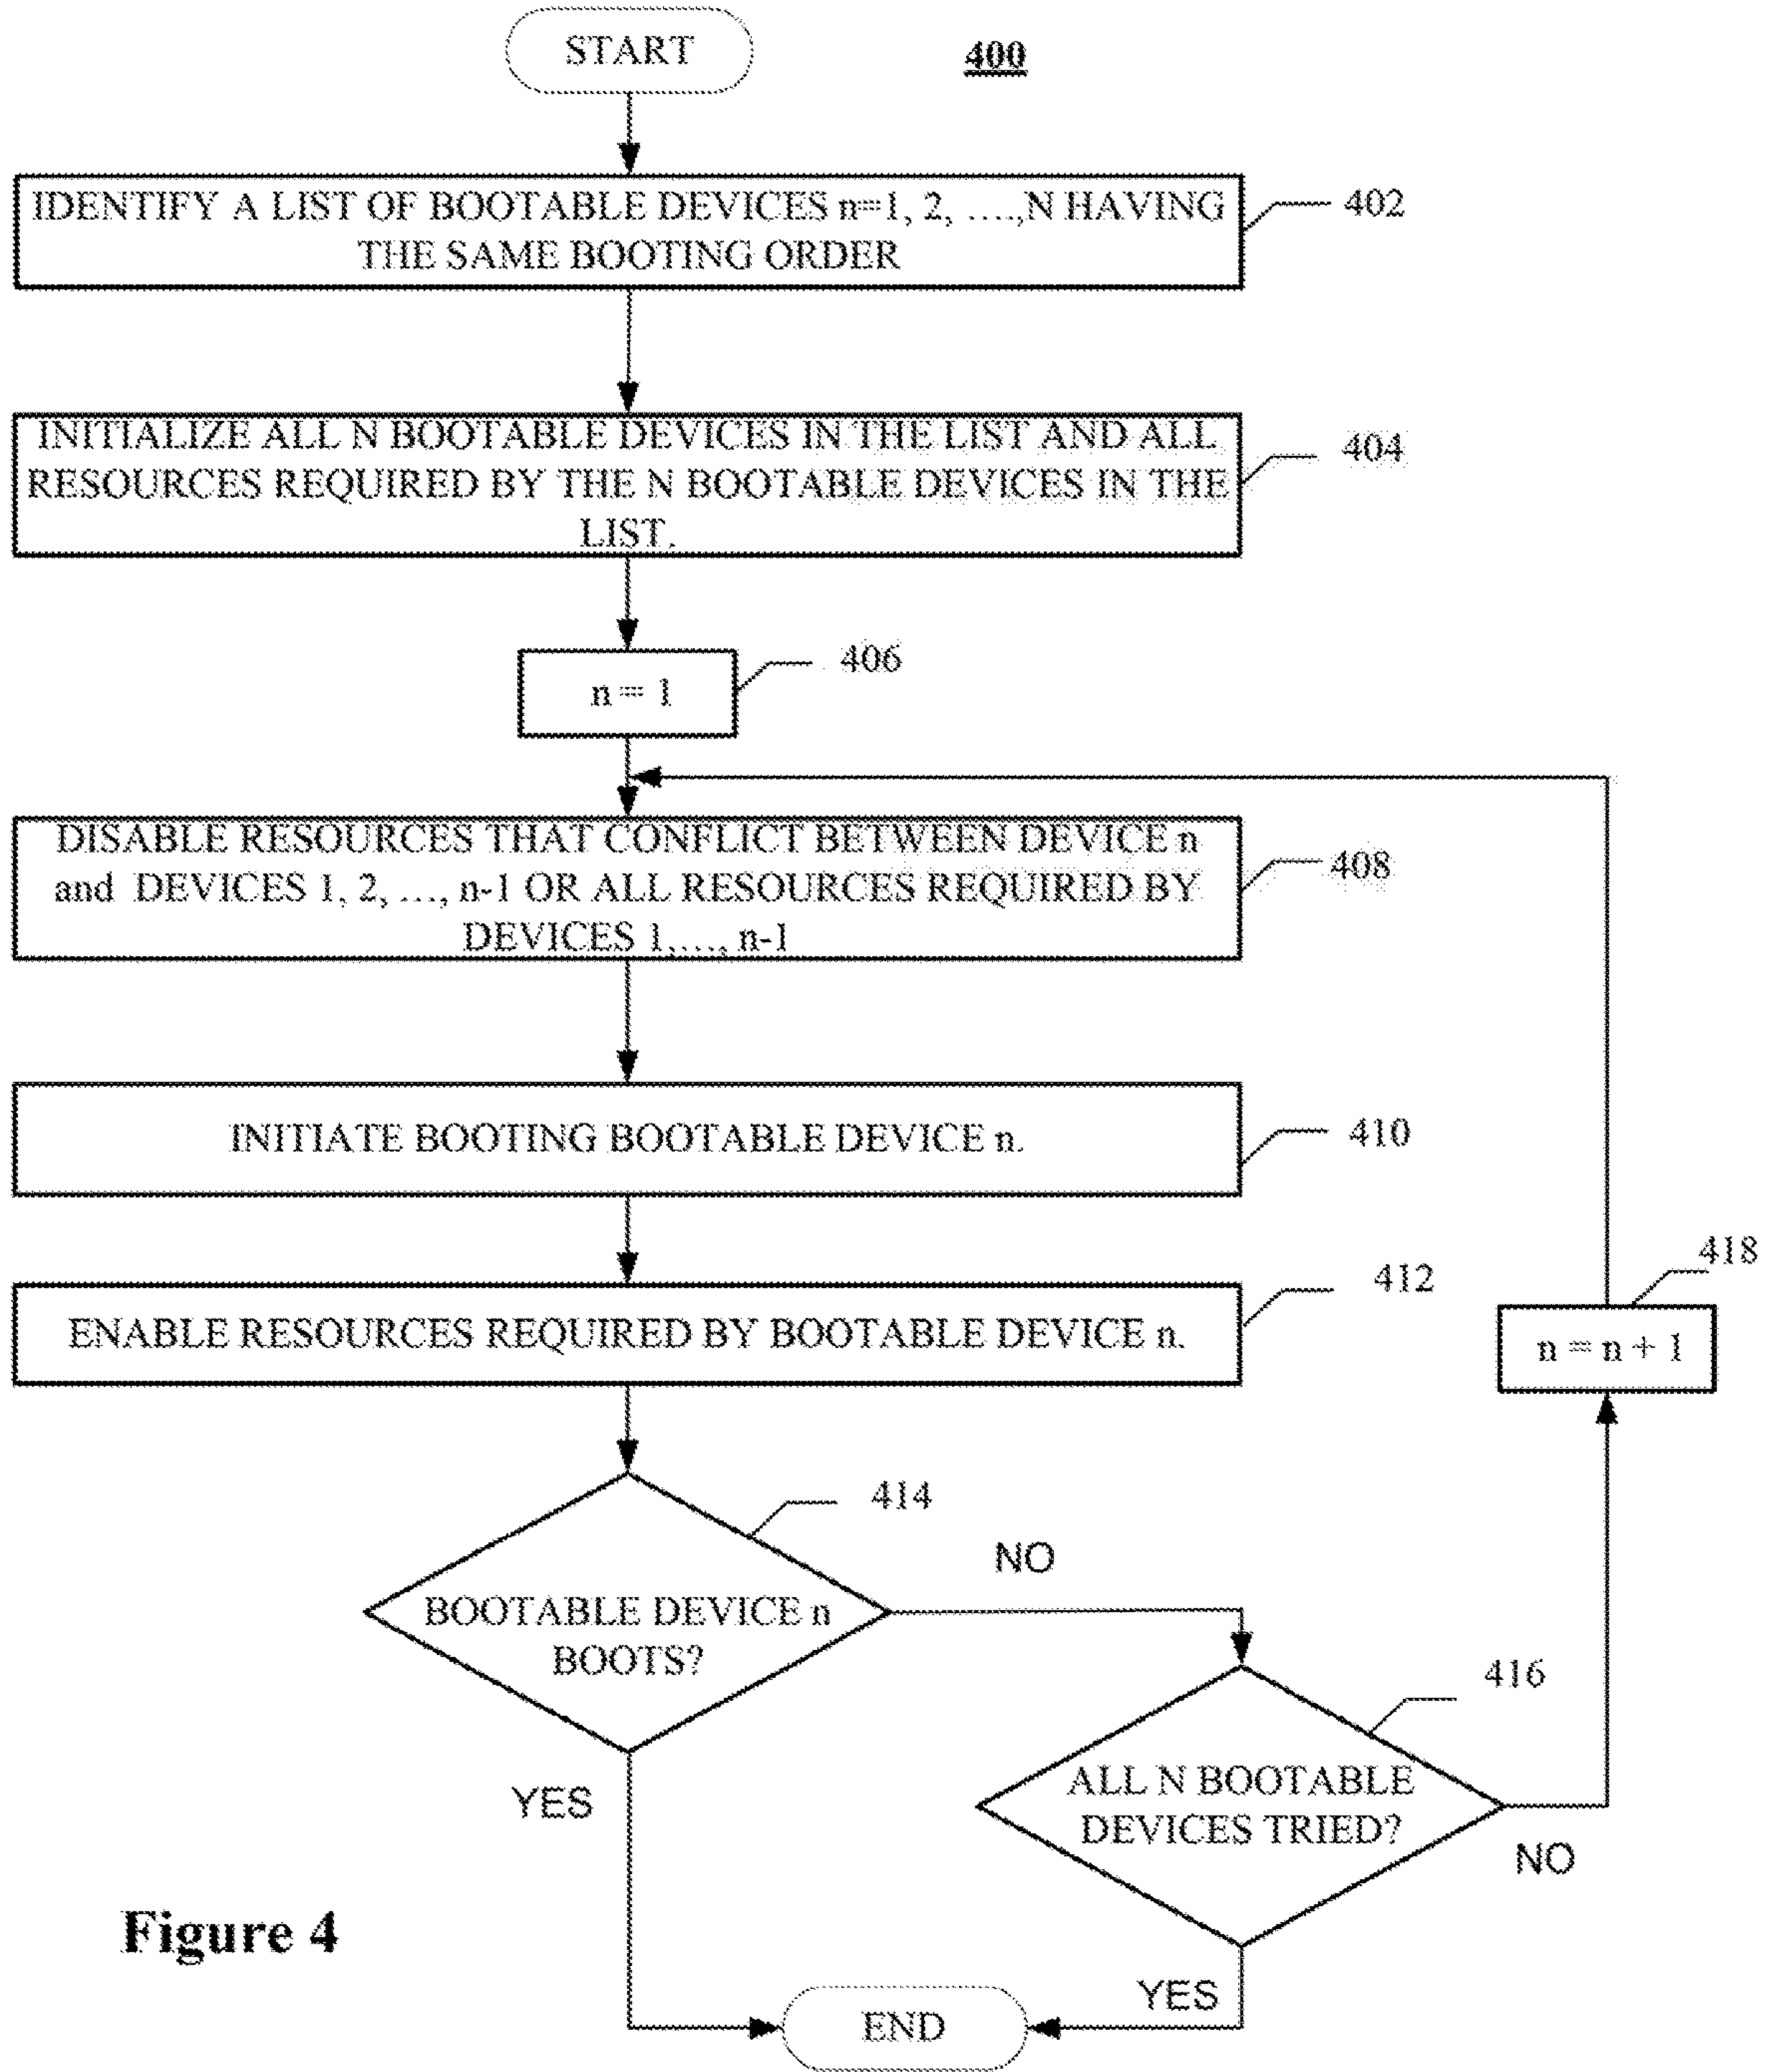 START
400
IDENTIFY A LIST OF BOOTABLE DEVICES n=1, 2, ….,N HAVING
THE SAME BOOTING ORDER
402
INITIALIZE ALL N BOOTABLE DEVICES IN THE LIST AND ALL
RESOURCES REQUIRED BY THE N BOOTABLE DEVICES IN THE
LIST.
404
n = 1
406
DISABLE RESOURCES THAT CONFLICT BETWEEN DEVICE n
and DEVICES 1, 2, …, n-1 OR ALL RESOURCES REQUIRED BY
DEVICES 1,…, n-1
408
INITIATE BOOTING BOOTABLE DEVICE n.
410
ENABLE RESOURCES REQUIRED BY BOOTABLE DEVICE n.
412
418
n = n + 1
414
BOOTABLE DEVICE n
BOOTS?
NO
416
ALL N BOOTABLE
DEVICES TRIED?
YES
NO
Figure 4
YES
END